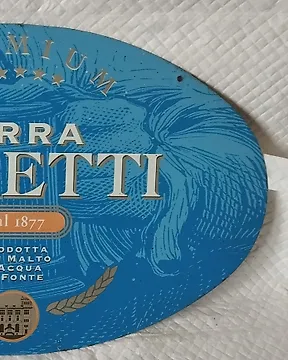 MIUM
RRA
ETTI
al 1877
ODOTTA
MALTO
ACQUA
FONTE